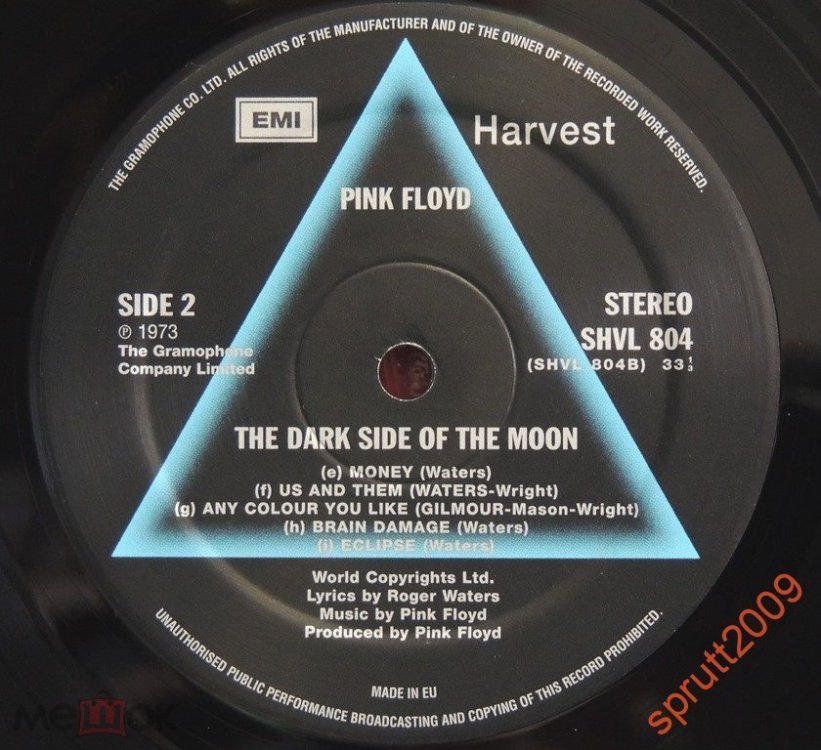 THE GRAMOPHONE CO. LTD. ALL RIGHTS OF THE MANUFACTURER AND OF THE OWNER OF THE RECORDED WORK RESERVED.
EMI
Harvest
PINK FLOYD
SIDE 2
℗ 1973
The Gramophone
Company Limited
STEREO
SHVL 804
(SHVL 804B) 33⅓
THE DARK SIDE OF THE MOON
(e) MONEY (Waters)
(f) US AND THEM (WATERS-Wright)
(g) ANY COLOUR YOU LIKE (GILMOUR-Mason-Wright)
(h) BRAIN DAMAGE (Waters)
(i) ECLIPSE (Waters)
World Copyrights Ltd.
Lyrics by Roger Waters
Music by Pink Floyd
Produced by Pink Floyd
MADE IN EU
UNAUTHORISED PUBLIC PERFORMANCE BROADCASTING AND COPYING OF THIS RECORD PROHIBITED.
мешок
sprutt2009